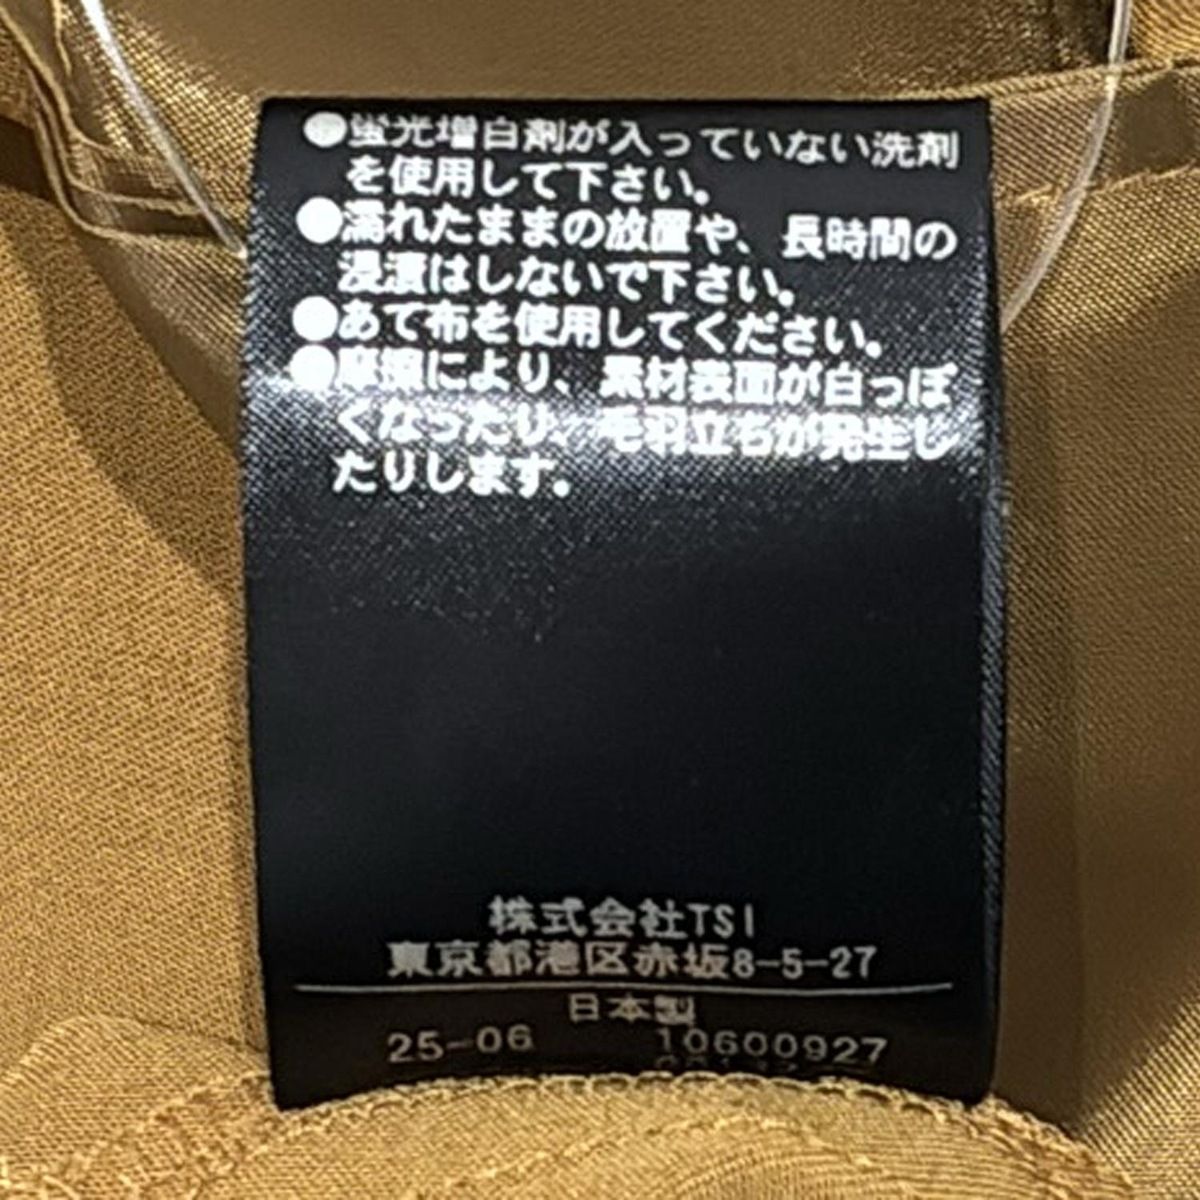 ●蛍光増白剤が入っていない洗剤
を使用して下さい。
●濡れたままの放置や、長時間の
浸漬はしないで下さい。
●あて布を使用してください。
●摩擦により、素材表面が白っぽ
くなったり、毛羽立ちが発生し
たりします。
株式会社TSI
東京都港区赤坂8-5-27
日本製
25-06 10600927